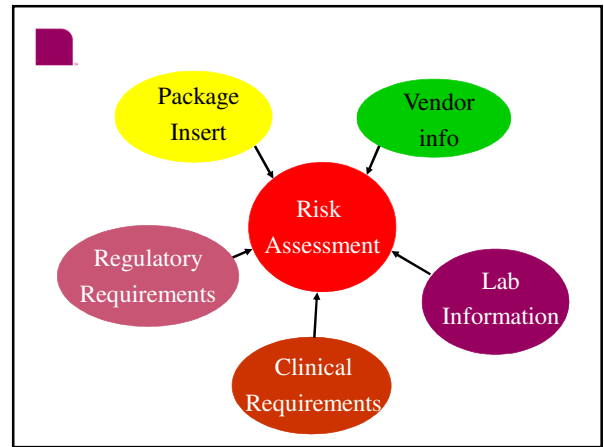 Package
Insert
Vendor
info
Risk
Assessment
Regulatory
Requirements
Lab
Information
Clinical
Requirements